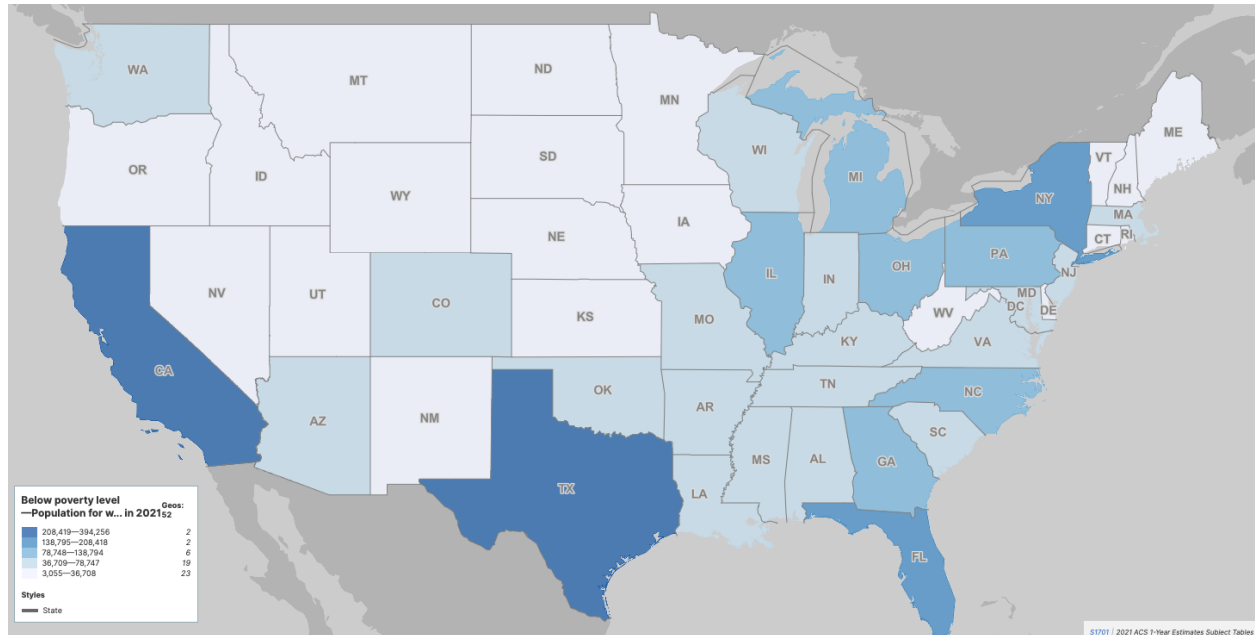 WA
MT
ND
MN
ME
VT
OR
ID
SD
WI
NH
MI
NY
MA
WY
CT
RI
IA
NE
PA
OH
IL
IN
NJ
NV
UT
CO
MD
DC
DE
WV
KS
MO
KY
VA
CA
TN
NC
OK
AZ
NM
AR
SC
MS
AL
GA
TX
LA
FL
Below poverty level
—Population for w... in 2021
Geos:
52
208,419—394,256 2
138,795—208,418 2
78,748—138,794 6
36,709—78,747 19
3,055—36,708 23
Styles
State
S1701 | 2021 ACS 1-Year Estimates Subject Tables